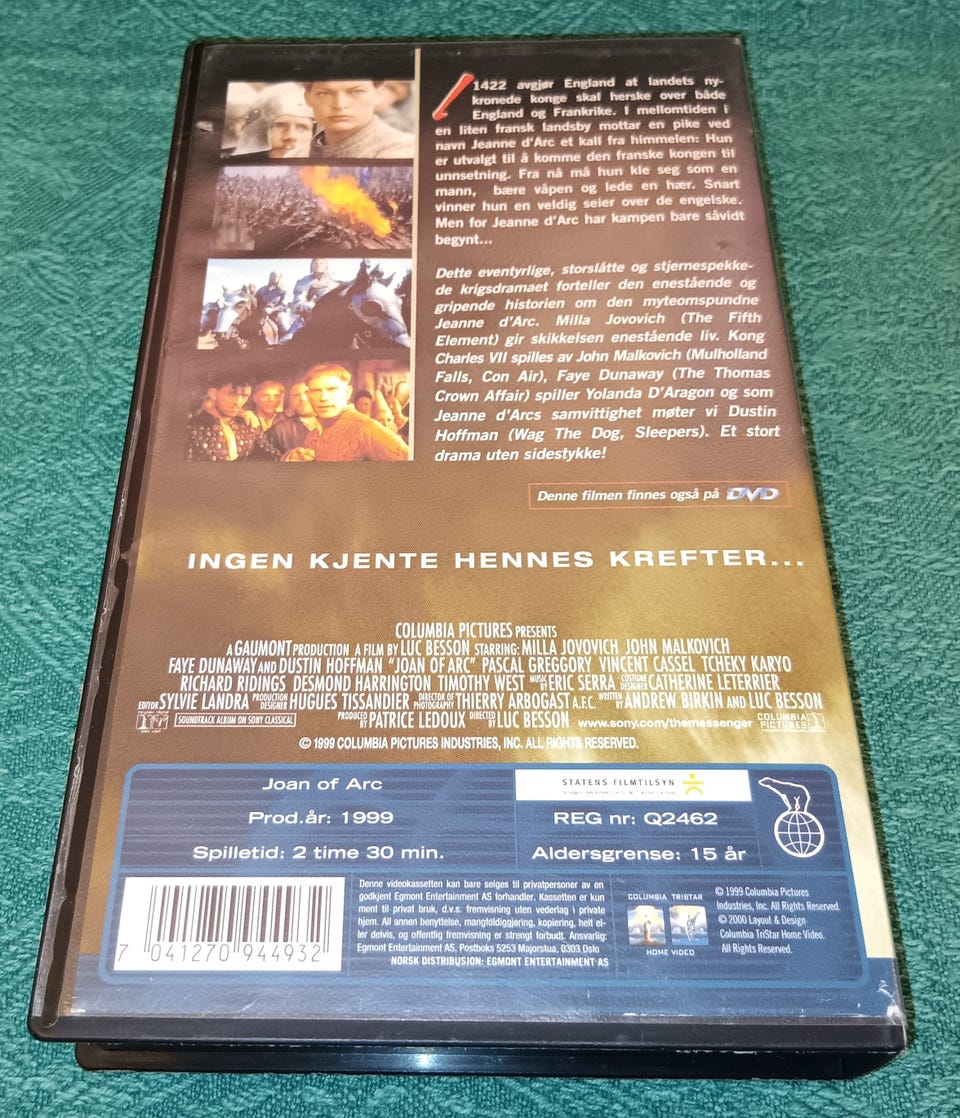 I 1422 avgjør England at landets ny-
kronede konge skal herske over både
England og Frankrike. I mellomtiden i
en liten fransk landsby mottar en pike ved
navn Jeanne d'Arc et kall fra himmelen: Hun
er utvalgt til å komme den franske kongen til
unnsetning. Fra nå må hun kle seg som en
mann, bære våpen og lede en hær. Snart
vinner hun en veldig seier over de engelske.
Men for Jeanne d'Arc har kampen bare såvidt
begynt...
Dette eventyrlige, storslåtte og stjernespekke-
de krigsdramaet forteller den enestående og
gripende historien om den myteomspundne
Jeanne d'Arc. Milla Jovovich (The Fifth
Element) gir skikkelsen enestående liv. Kong
Charles VII spilles av John Malkovich (Mulholland
Falls, Con Air), Faye Dunaway (The Thomas
Crown Affair) spiller Yolanda D'Aragon og som
Jeanne d'Arcs samvittighet møter vi Dustin
Hoffman (Wag The Dog, Sleepers). Et stort
drama uten sidestykke!
Denne filmen finnes også på DVD
INGEN KJENTE HENNES KREFTER...
COLUMBIA PICTURES PRESENTS
A GAUMONT PRODUCTION A FILM BY LUC BESSON STARRING: MILLA JOVOVICH JOHN MALKOVICH
FAYE DUNAWAY AND DUSTIN HOFFMAN "JOAN OF ARC" PASCAL GREGGORY VINCENT CASSEL TCHEKY KARYO
RICHARD RIDINGS DESMOND HARRINGTON TIMOTHY WEST MUSIC BY ERIC SERRA COSTUME DESIGNER CATHERINE LETERRIER
EDITOR SYLVIE LANDRA PRODUCTION DESIGNER HUGUES TISSANDIER DIRECTOR OF PHOTOGRAPHY THIERRY ARBOGAST A.F.C. WRITTEN BY ANDREW BIRKIN AND LUC BESSON
SOUNDTRACK ALBUM ON SONY CLASSICAL PRODUCED BY PATRICE LEDOUX DIRECTED BY LUC BESSON www.sony.com/themessenger COLUMBIA PICTURES
© 1999 COLUMBIA PICTURES INDUSTRIES, INC. ALL RIGHTS RESERVED.
Joan of Arc
Prod.år: 1999
Spilletid: 2 time 30 min.
STATENS FILMTILSYN
REG nr: Q2462
Aldersgrense: 15 år
7 041270 944932
Denne videokassetten kan bare selges til privatpersoner av en
godkjent Egmont Entertainment AS forhandler. Kassetten er kun
ment til privat bruk, d.v.s. fremvisning uten vederlag i private
hjem. All annen benyttelse, mangfoldiggjøring, kopiering, helt el-
ler delvis, og offentlig fremvisning er strengt forbudt. Ansvarlig:
Egmont Entertainment AS, Postboks 5253 Majorstua, 0303 Oslo
NORSK DISTRIBUSJON: EGMONT ENTERTAINMENT AS
COLUMBIA TRISTAR
HOME VIDEO
© 1999 Columbia Pictures
Industries, Inc. All Rights Reserved.
© 2000 Layout & Design
Columbia TriStar Home Video.
All Rights Reserved.